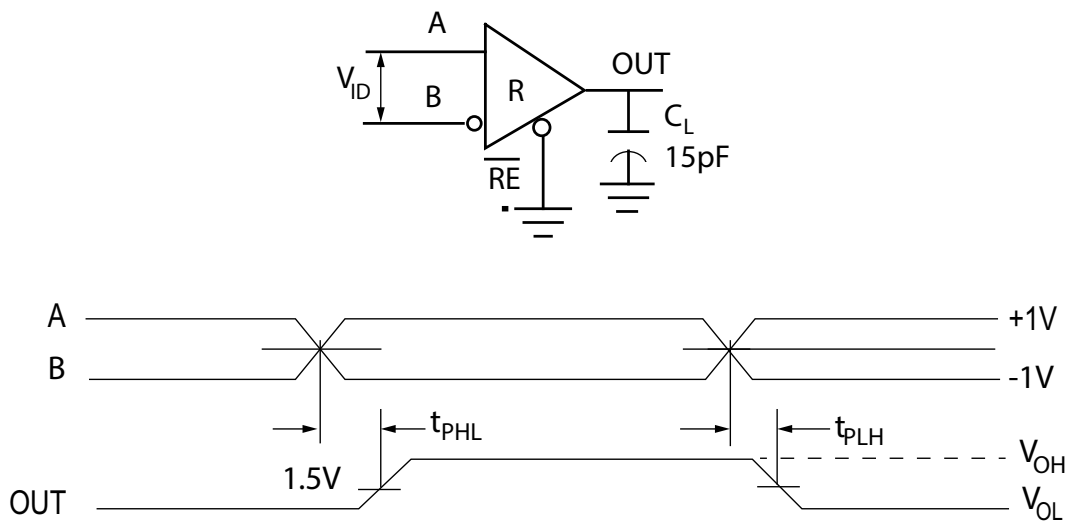 A
OUT
V_ID
B
R
C_L
15pF
RE
A
+1V
B
-1V
t_PHL
t_PLH
1.5V
V_OH
OUT
V_OL